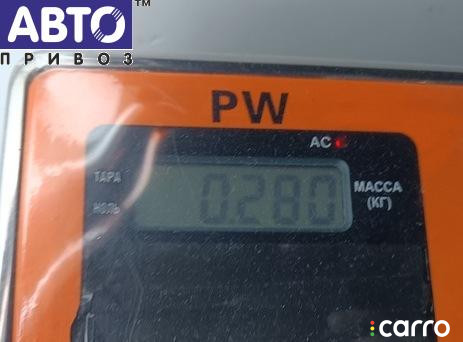 АВТО™
ПРИВОЗ
PW
AC
ТАРА
НОЛЬ
0.280
МАССА
(КГ)
carro